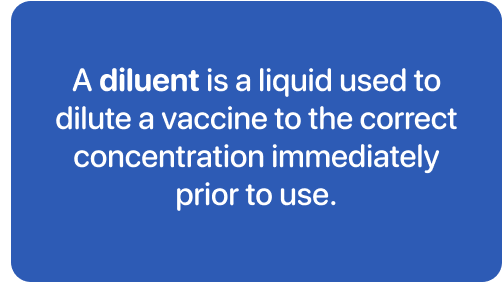 A diluent is a liquid used to
dilute a vaccine to the correct
concentration immediately
prior to use.